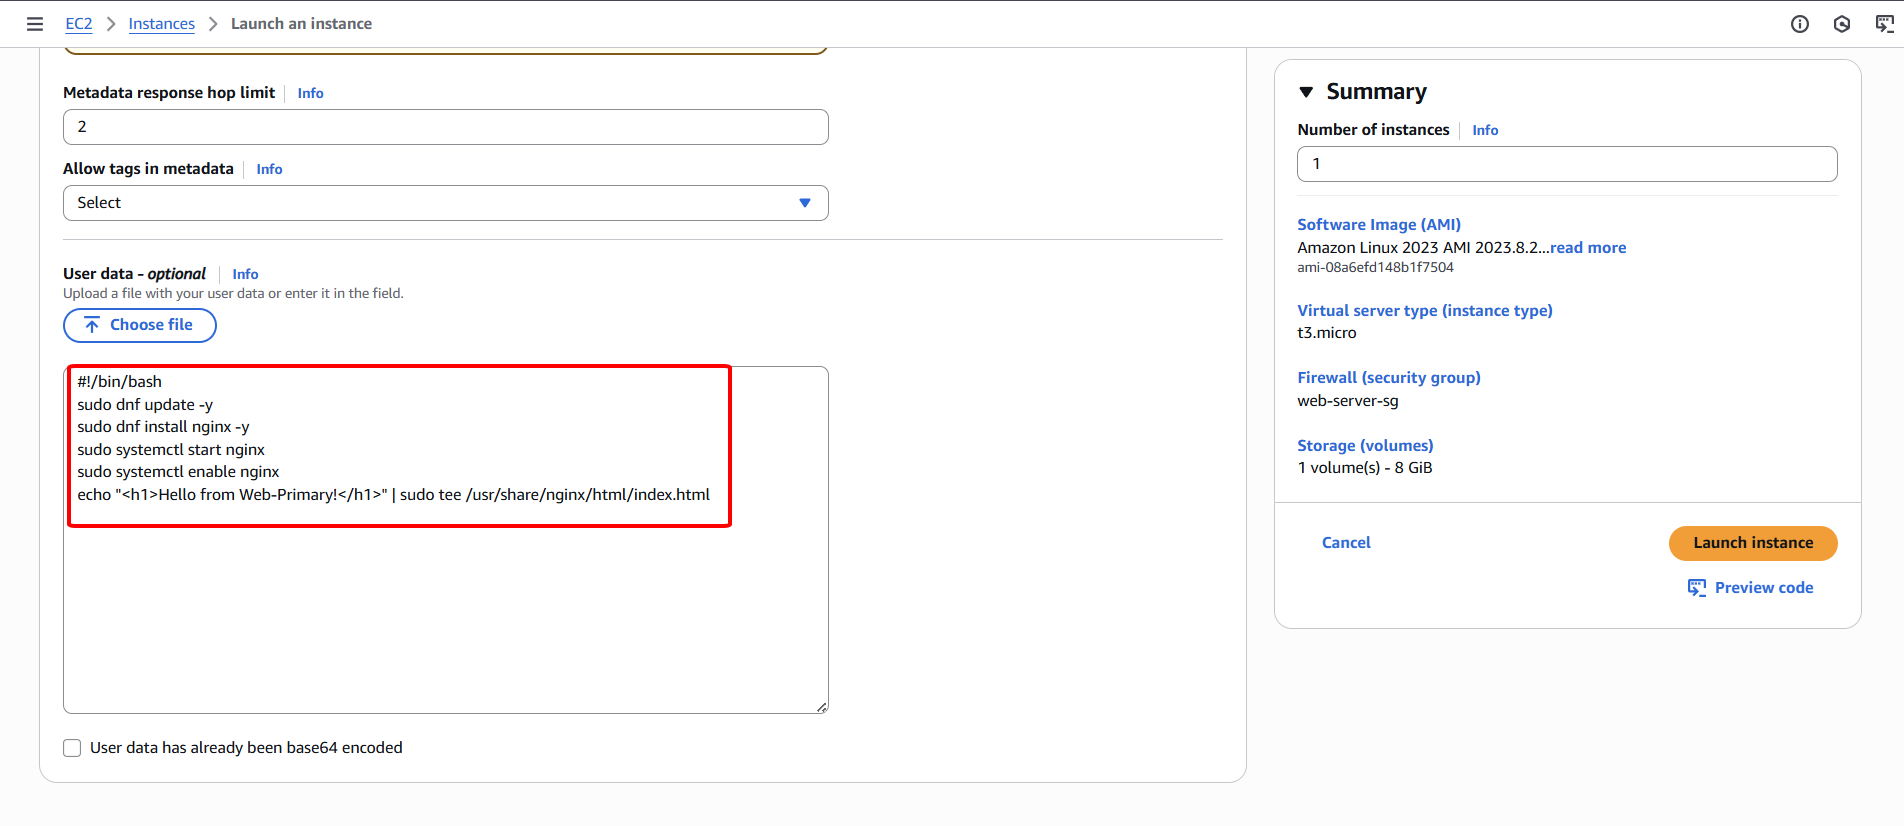 EC2 > Instances > Launch an instance
Metadata response hop limit | Info
2
Allow tags in metadata | Info
Select
User data - optional | Info
Upload a file with your user data or enter it in the field.
Choose file
#!/bin/bash
sudo dnf update -y
sudo dnf install nginx -y
sudo systemctl start nginx
sudo systemctl enable nginx
echo "<h1>Hello from Web-Primary!</h1>" | sudo tee /usr/share/nginx/html/index.html
User data has already been base64 encoded
Summary
Number of instances | Info
1
Software Image (AMI)
Amazon Linux 2023 AMI 2023.8.2...read more
ami-08a6efd148b1f7504
Virtual server type (instance type)
t3.micro
Firewall (security group)
web-server-sg
Storage (volumes)
1 volume(s) - 8 GiB
Cancel
Launch instance
Preview code